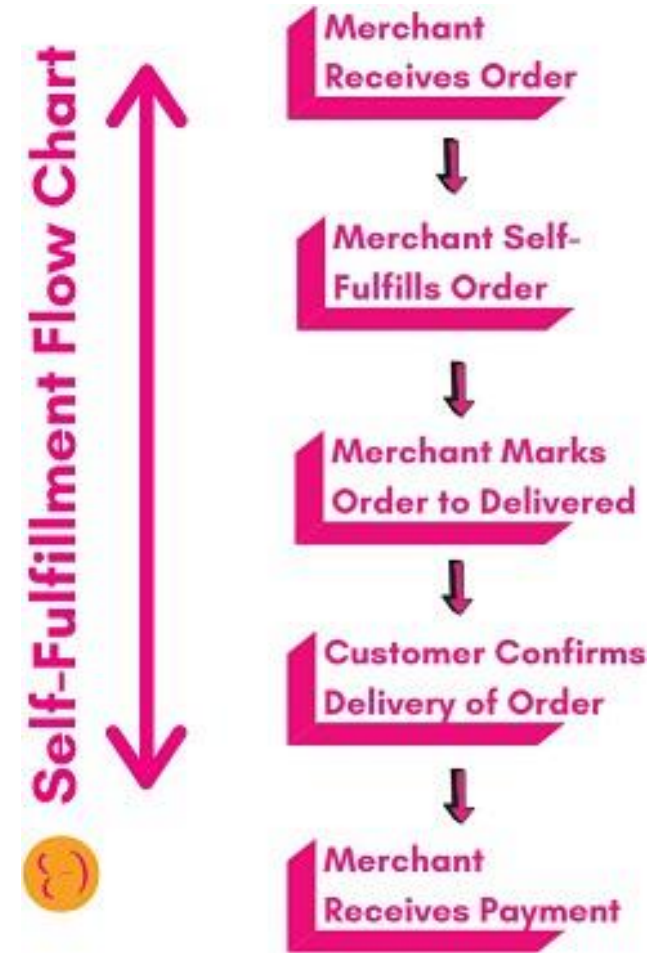 Self-Fulfillment Flow Chart
Merchant
Receives Order
Merchant Self-
Fulfills Order
Merchant Marks
Order to Delivered
Customer Confirms
Delivery of Order
Merchant
Receives Payment